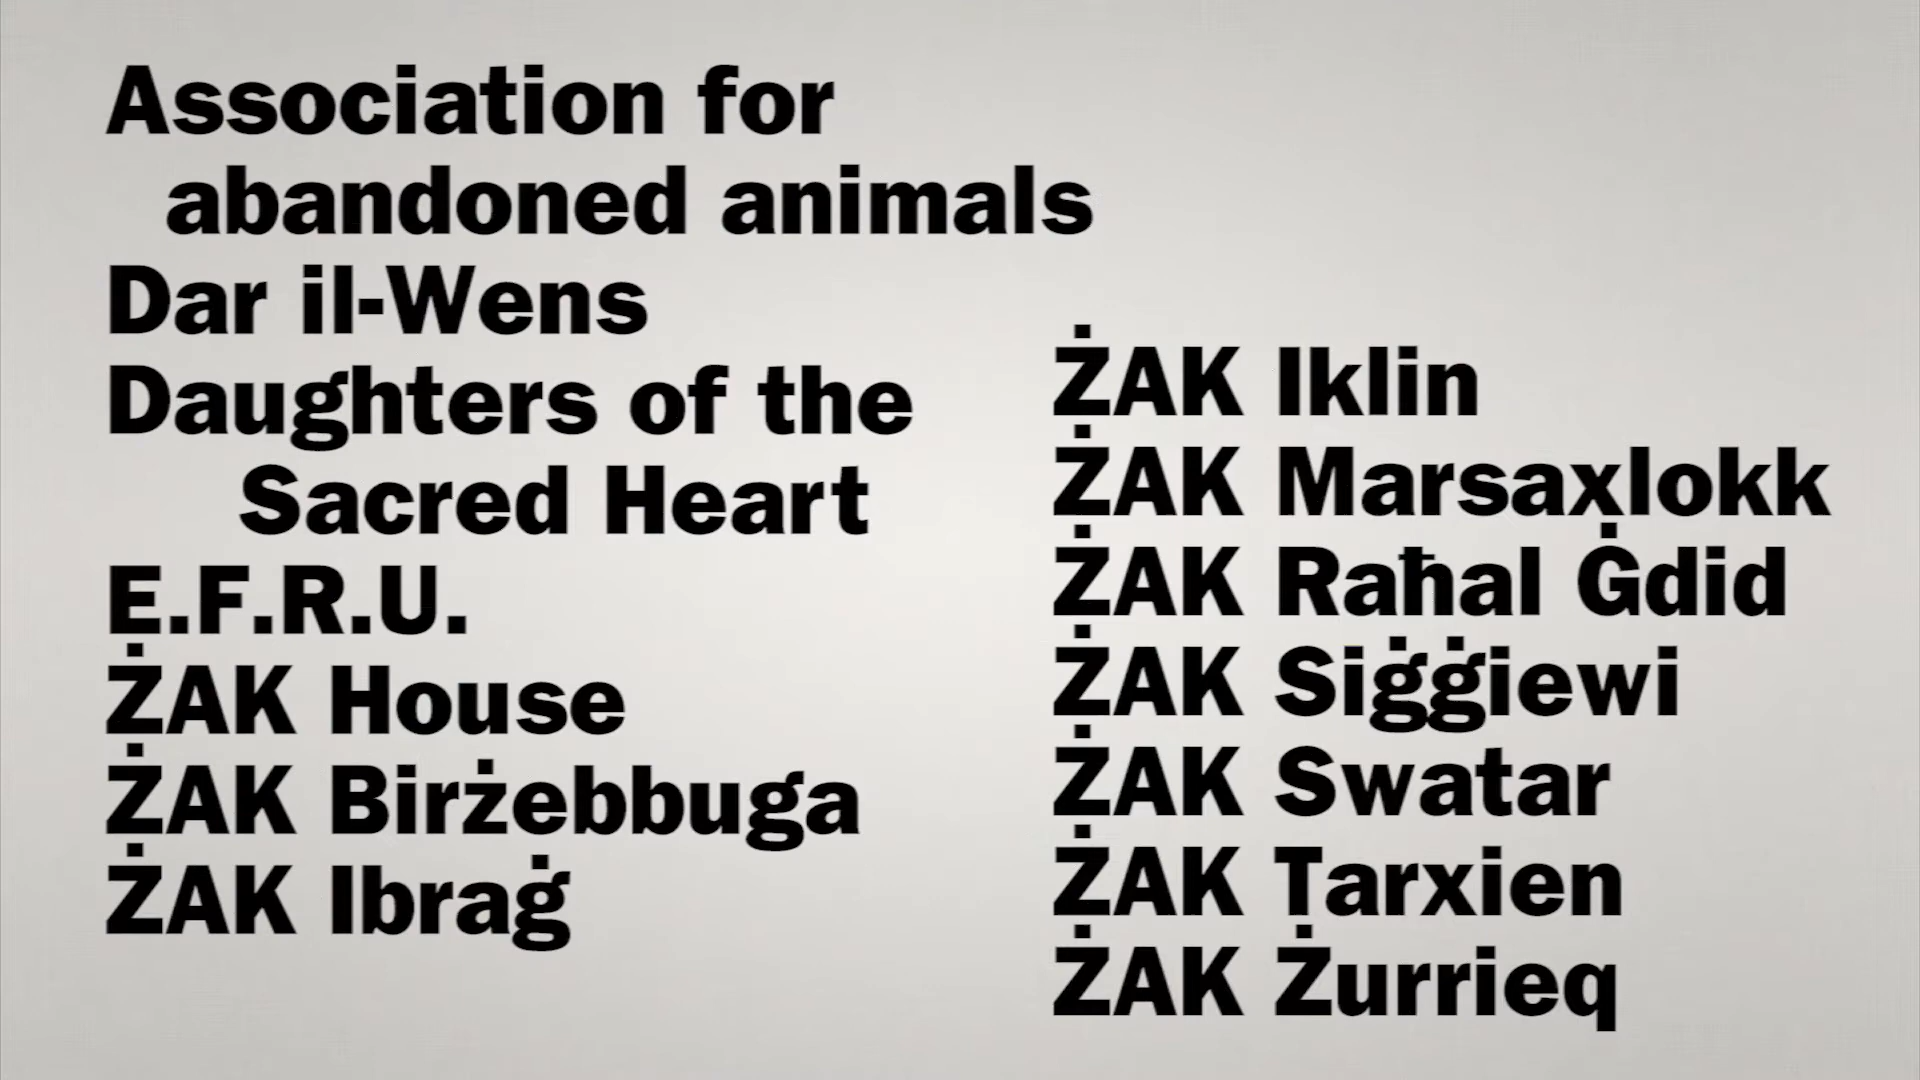 Association for
abandoned animals
Dar il-Wens
Daughters of the
Sacred Heart
E.F.R.U.
ŻAK House
ŻAK Birżebbuga
ŻAK Ibraġ
ŻAK Iklin
ŻAK Marsaxlokk
ŻAK Raħal Ġdid
ŻAK Siġġiewi
ŻAK Swatar
ŻAK Tarxien
ŻAK Żurrieq